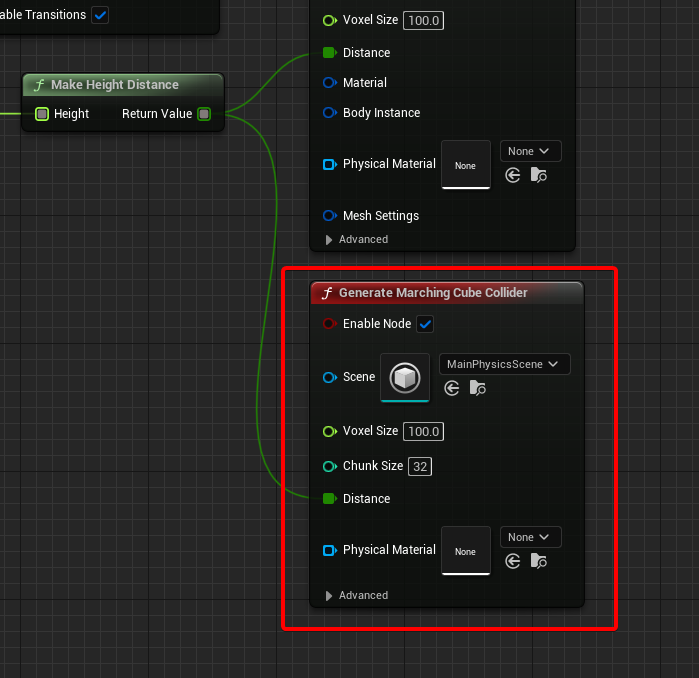 able Transitions
Voxel Size 100.0
Distance
Make Height Distance
Material
Height Return Value
Body Instance
Physical Material None None
Mesh Settings
Advanced
Generate Marching Cube Collider
Enable Node
Scene MainPhysicsScene
Voxel Size 100.0
Chunk Size 32
Distance
Physical Material None None
Advanced